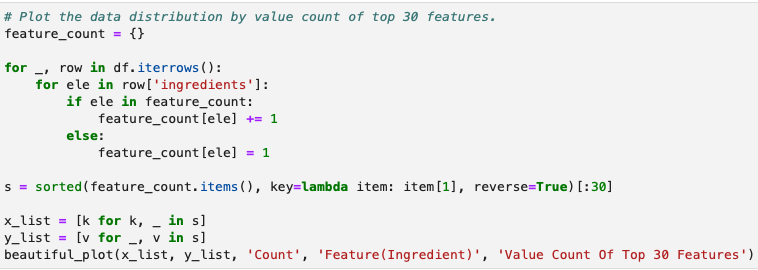 # Plot the data distribution by value count of top 30 features.
feature_count = {}

for _, row in df.iterrows():
    for ele in row['ingredients']:
        if ele in feature_count:
            feature_count[ele] += 1
        else:
            feature_count[ele] = 1

s = sorted(feature_count.items(), key=lambda item: item[1], reverse=True)[:30]

x_list = [k for k, _ in s]
y_list = [v for _, v in s]
beautiful_plot(x_list, y_list, 'Count', 'Feature(Ingredient)', 'Value Count Of Top 30 Features')